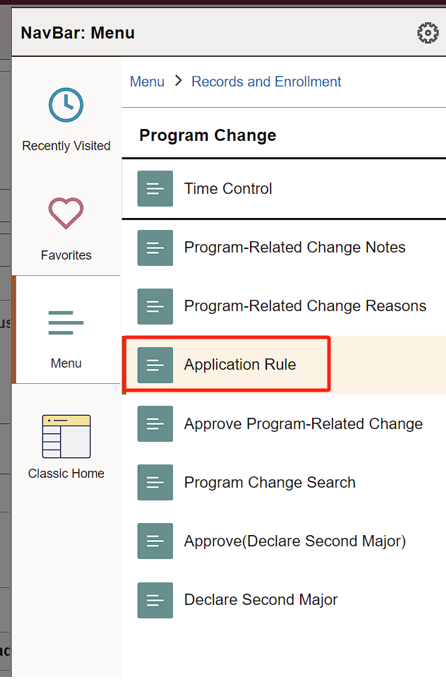 NavBar: Menu
Menu > Records and Enrollment
Recently Visited
Favorites
Menu
Classic Home
Program Change
Time Control
Program-Related Change Notes
Program-Related Change Reasons
Application Rule
Approve Program-Related Change
Program Change Search
Approve(Declare Second Major)
Declare Second Major